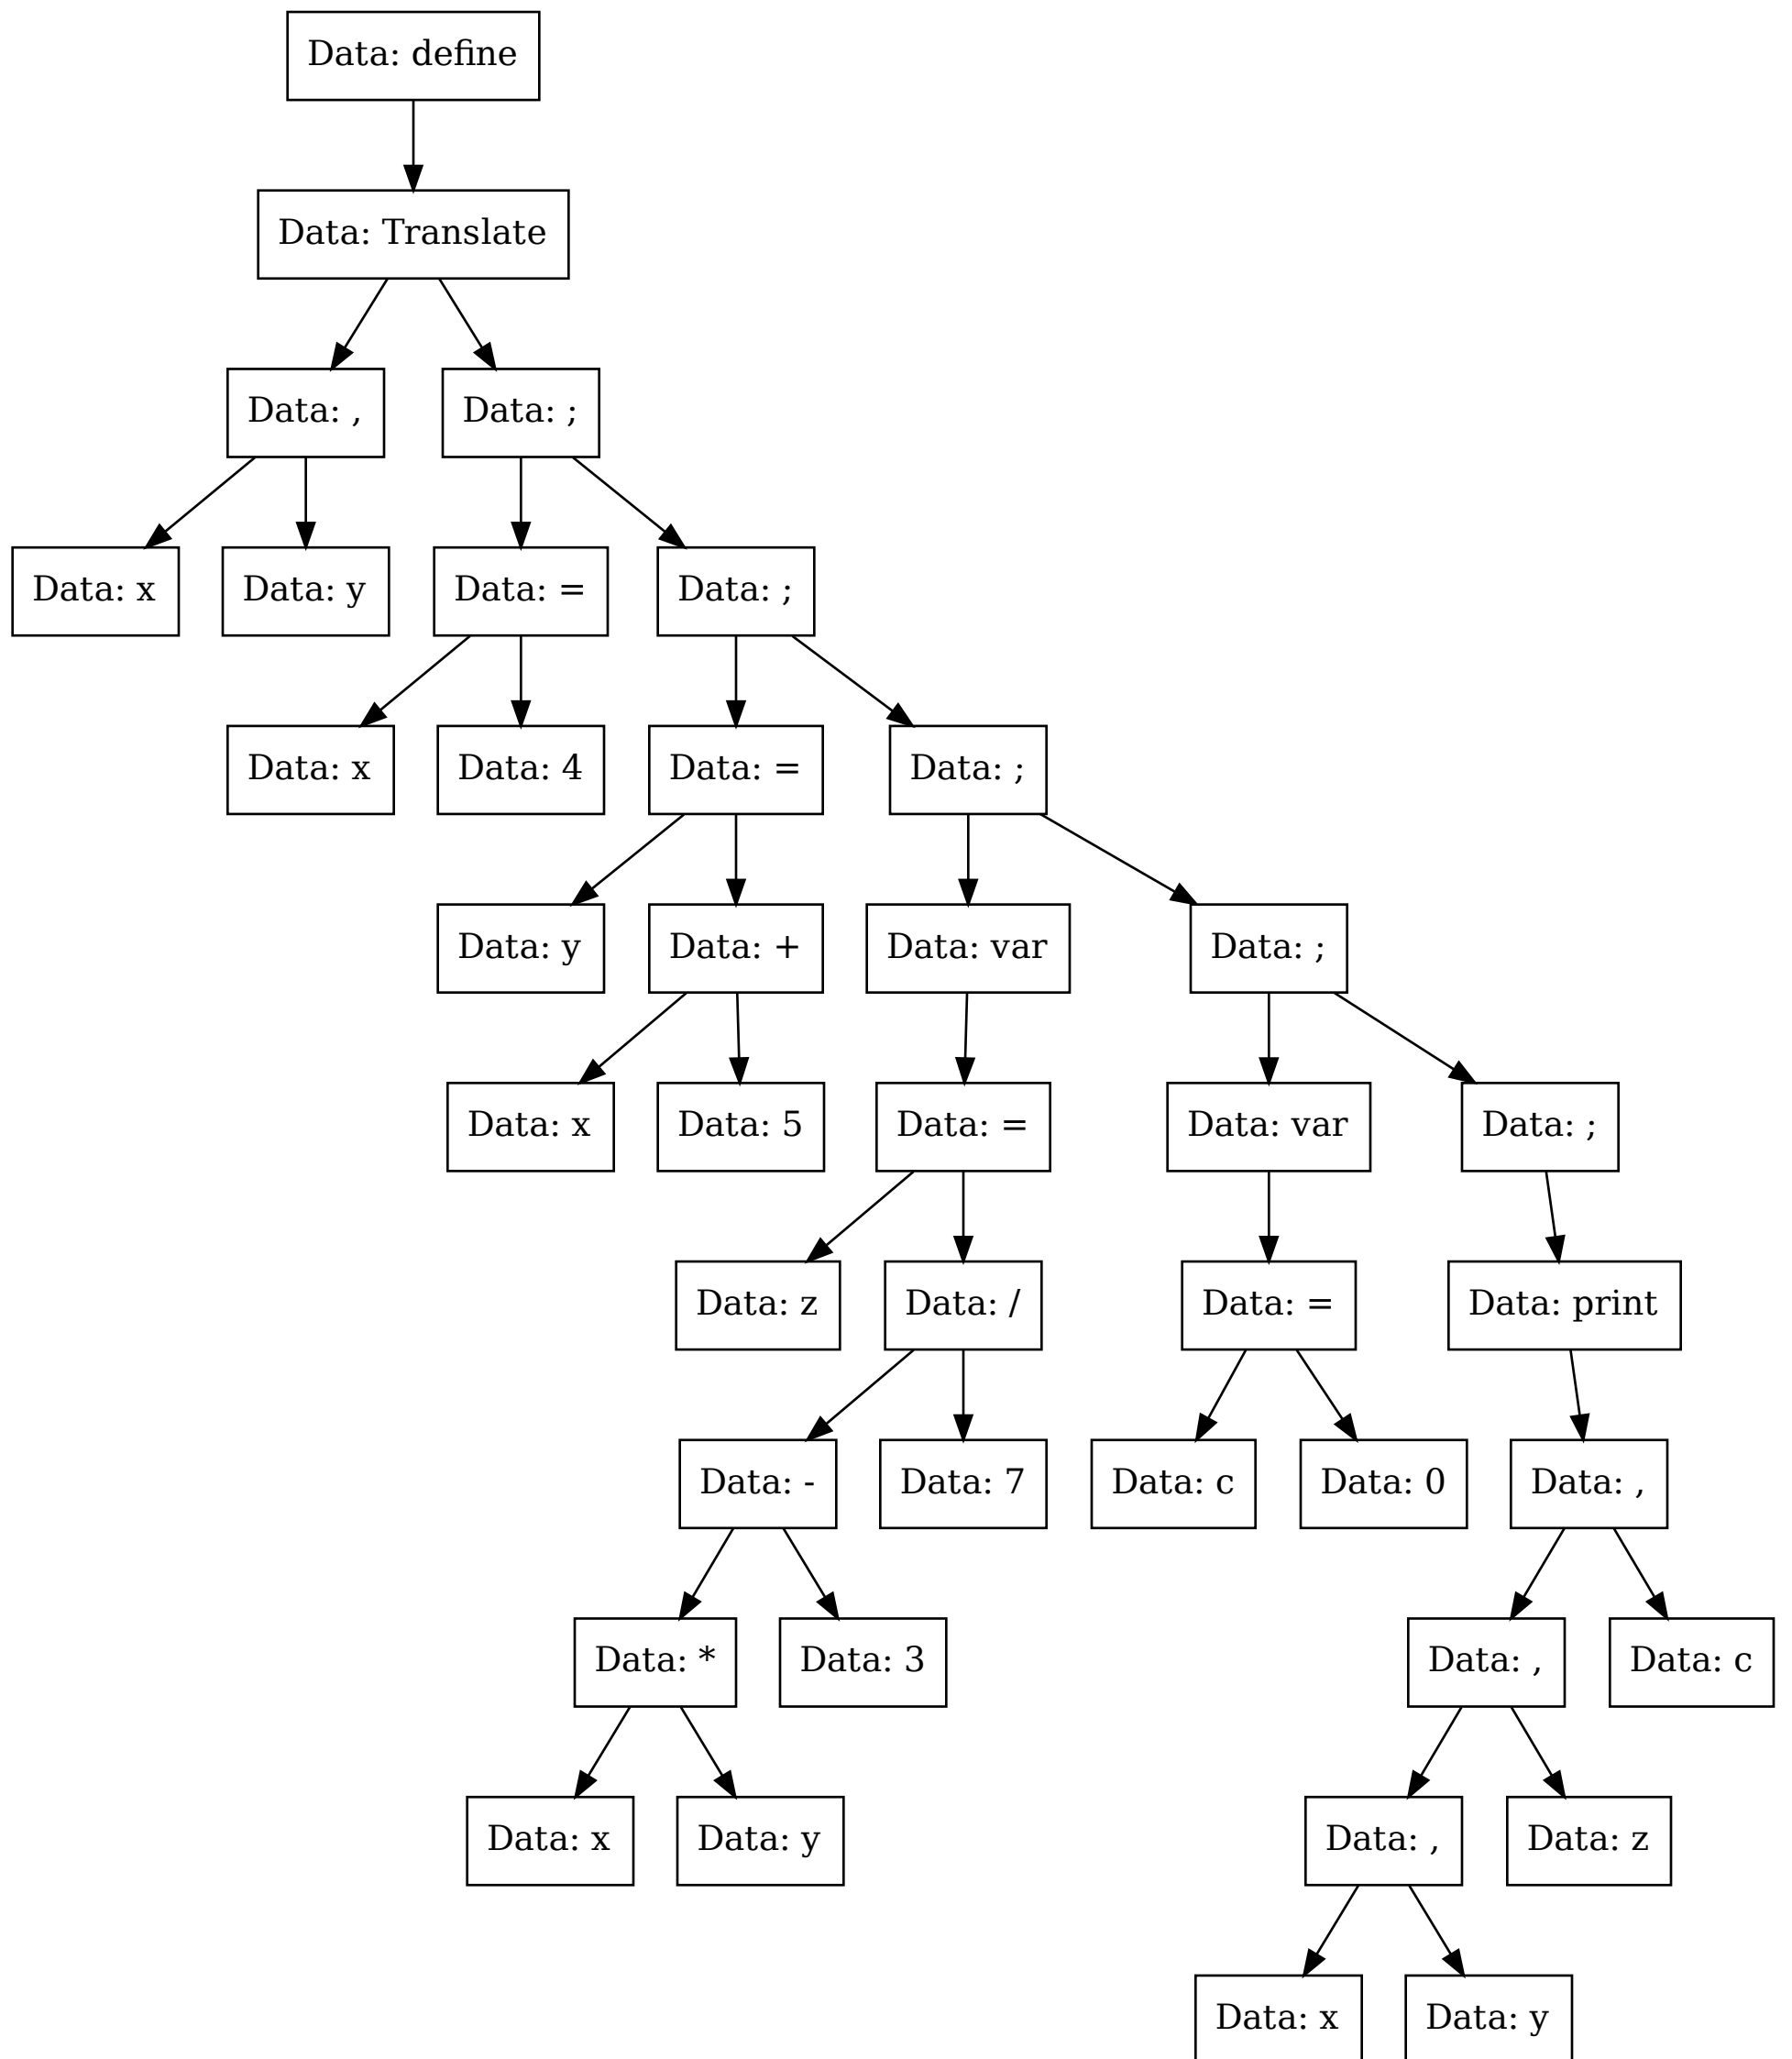 Data: define
Data: Translate
Data: ,
Data: ;
Data: x
Data: y
Data: =
Data: ;
Data: x
Data: 4
Data: =
Data: ;
Data: y
Data: +
Data: var
Data: ;
Data: x
Data: 5
Data: =
Data: var
Data: ;
Data: z
Data: /
Data: =
Data: print
Data: -
Data: 7
Data: c
Data: 0
Data: ,
Data: *
Data: 3
Data: ,
Data: c
Data: x
Data: y
Data: ,
Data: z
Data: x
Data: y